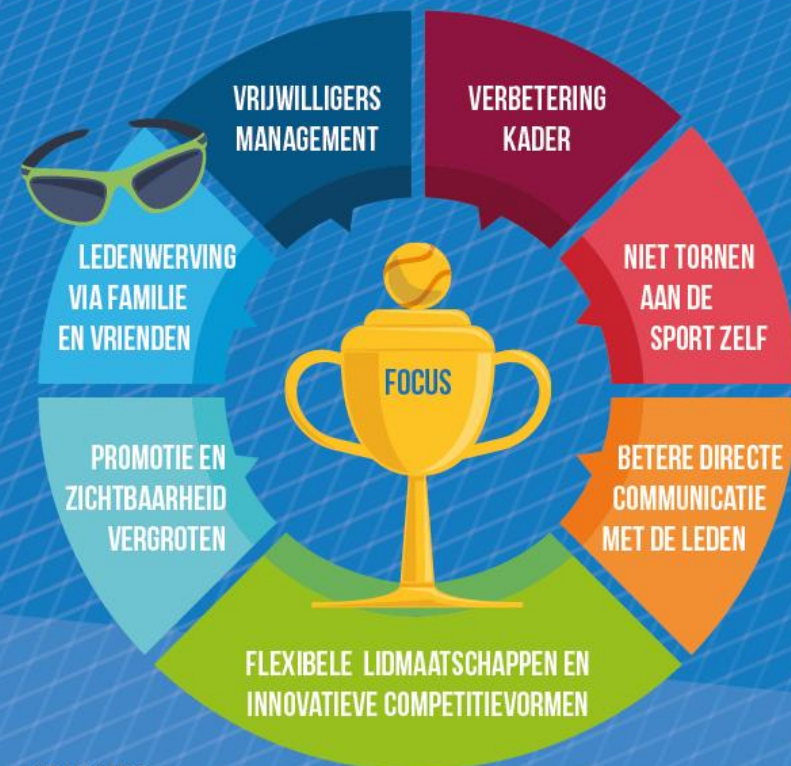 VRIJWILLIGERS
MANAGEMENT
VERBETERING
KADER
NIET TORNEN
AAN DE
SPORT ZELF
BETERE DIRECTE
COMMUNICATIE
MET DE LEDEN
FLEXIBELE LIDMAATSCHAPPEN EN
INNOVATIEVE COMPETITIEVORMEN
PROMOTIE EN
ZICHTBAARHEID
VERGROTEN
LEDENWERVING
VIA FAMILIE
EN VRIENDEN
FOCUS